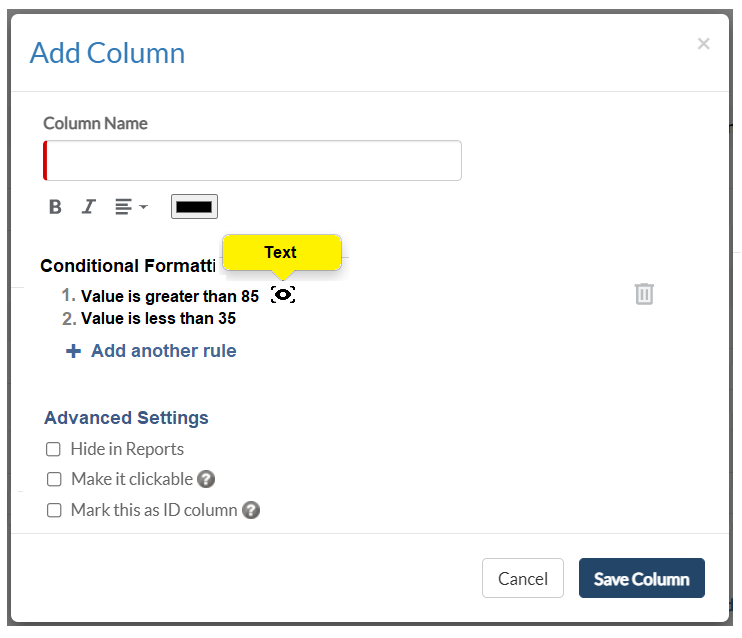 Add Column
×
Column Name
B I
Text
Conditional Formatti
1. Value is greater than 85
2. Value is less than 35
+ Add another rule
Advanced Settings
Hide in Reports
Make it clickable ?
Mark this as ID column ?
Cancel Save Column